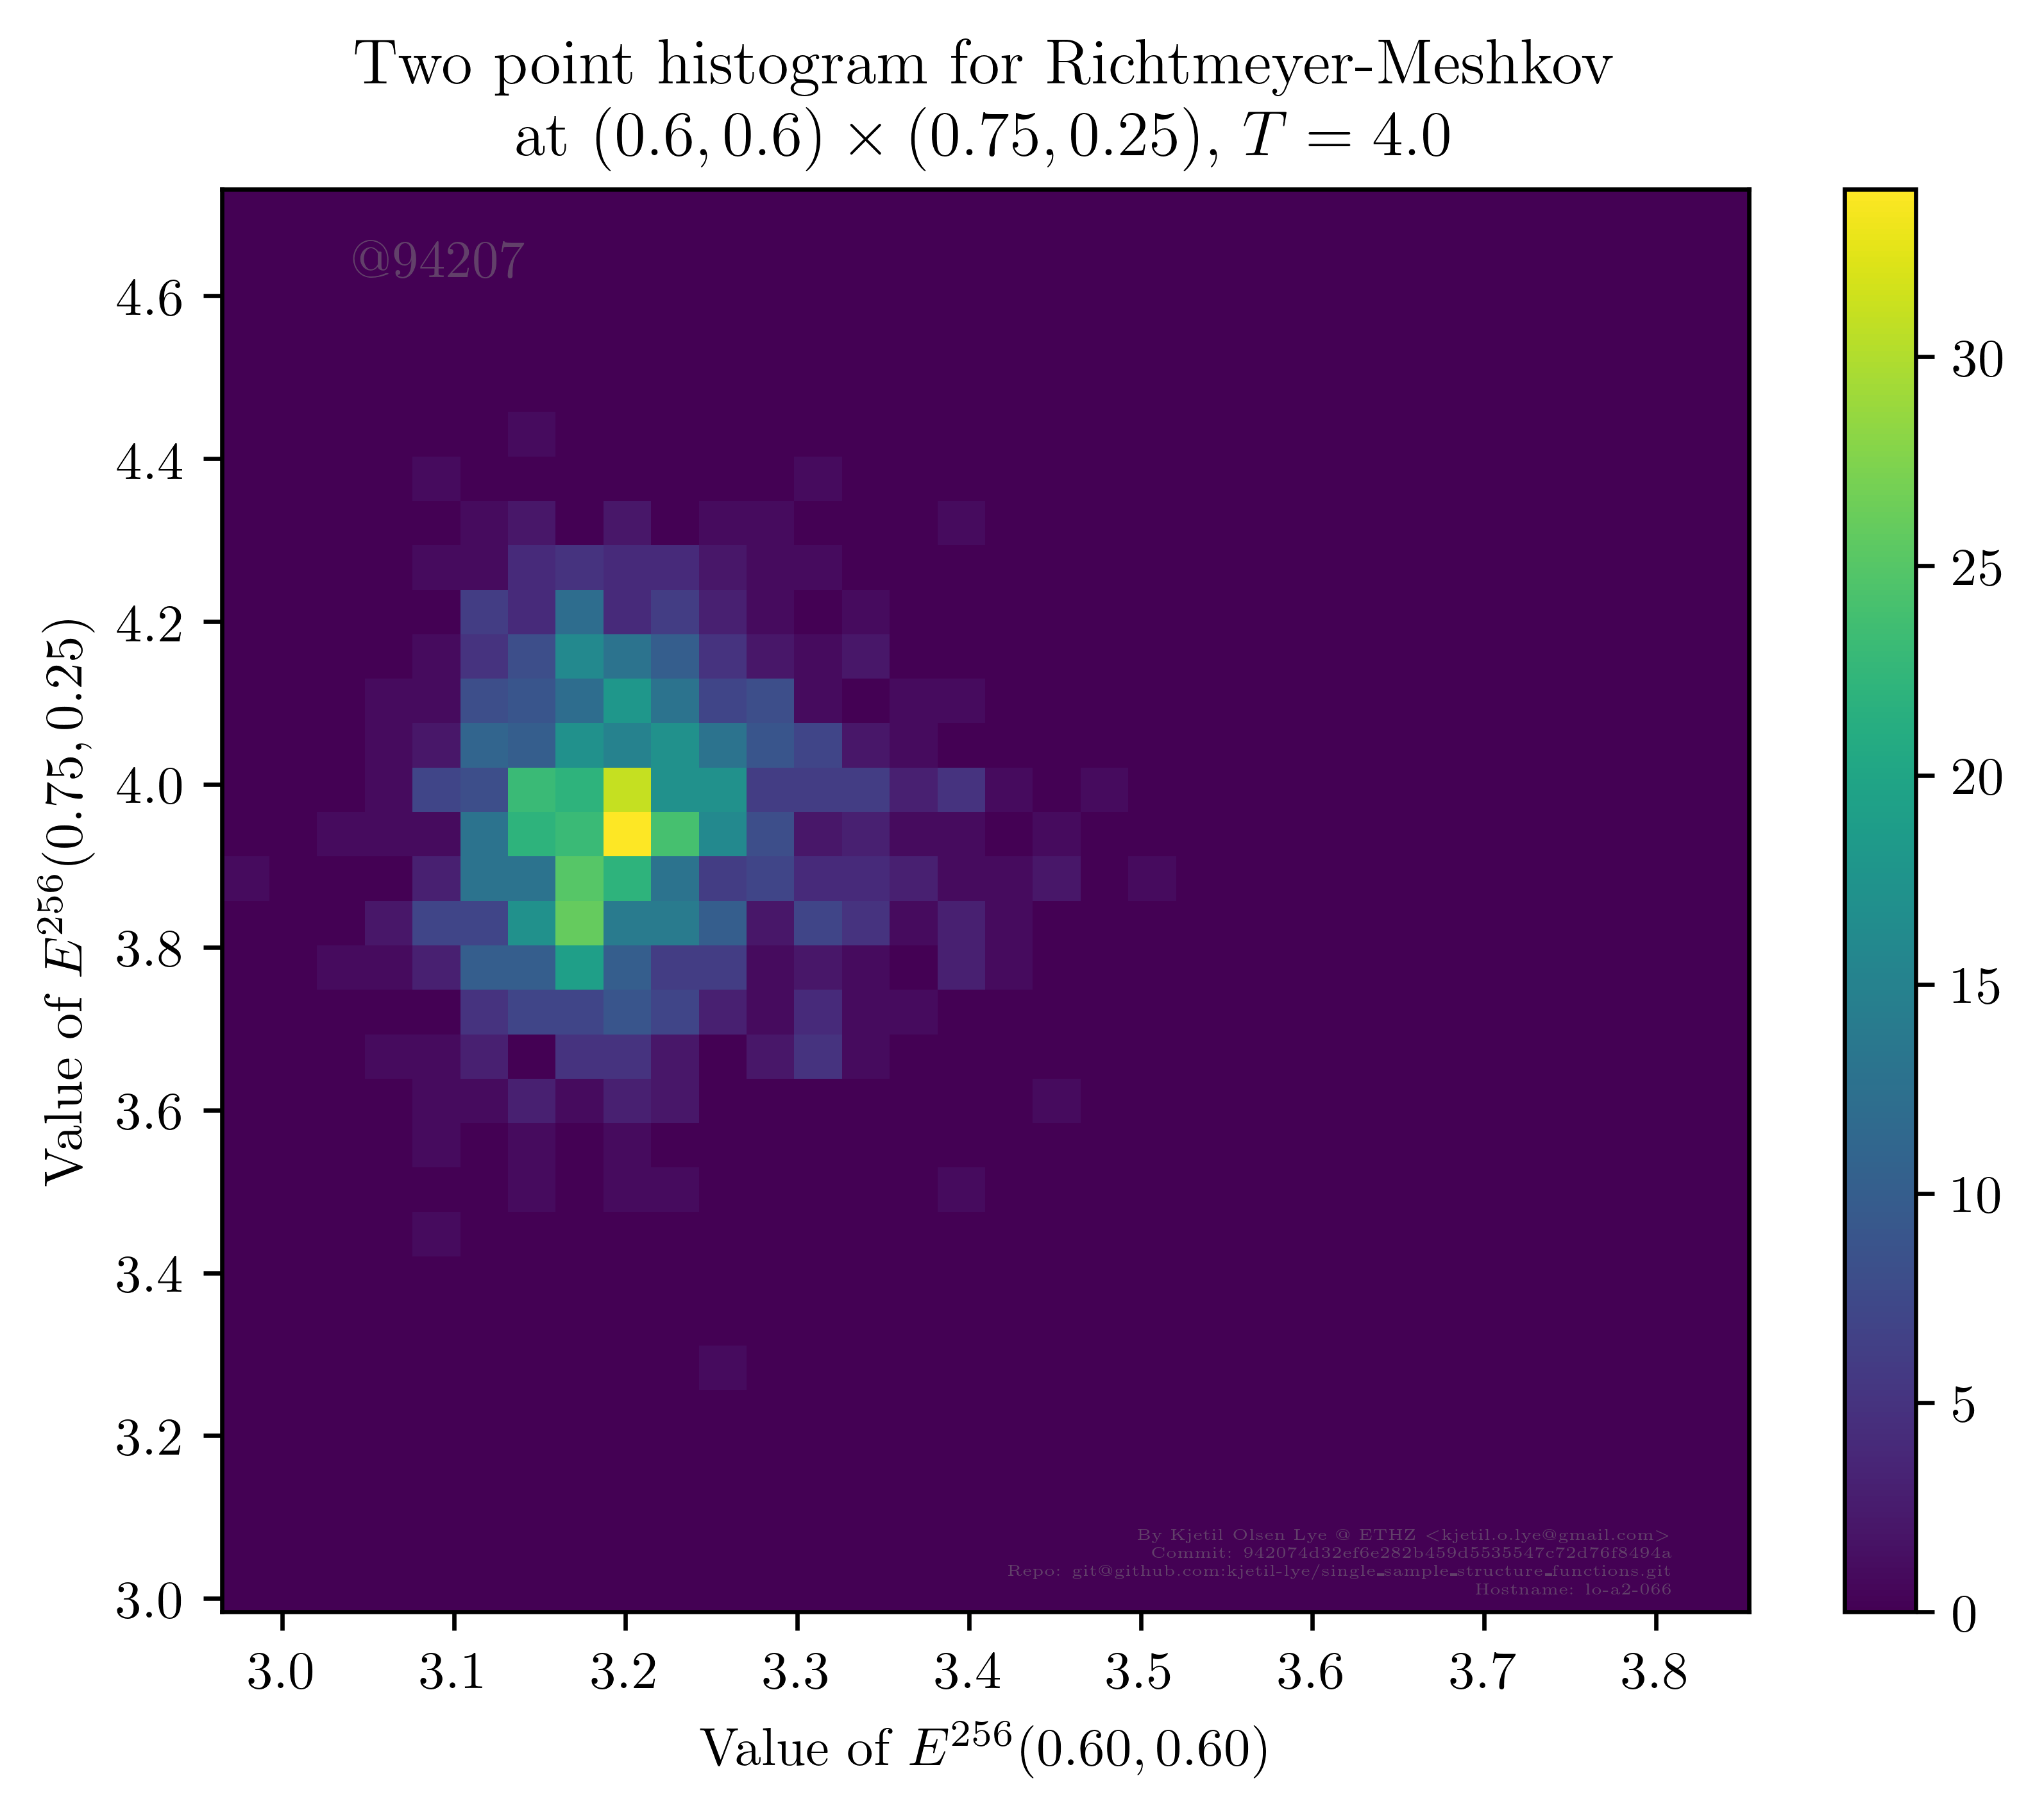 Two point histogram for Richtmeyer-Meshkov
at (0.6, 0.6) × (0.75, 0.25), T = 4.0
@94207
4.6
4.4
4.2
4.0
3.8
3.6
3.4
3.2
3.0
Value of E^{256}(0.75, 0.25)
30
25
20
15
10
5
0
By Kjetil Olsen Lye @ ETHZ <kjetil.o.lye@gmail.com>
Commit: 942074d32ef6e282b459d5535547c72d76f8494a
Repo: git@github.com:kjetil-lye/single_sample_structure_functions.git
Hostname: lo-a2-066
3.0 3.1 3.2 3.3 3.4 3.5 3.6 3.7 3.8
Value of E^{256}(0.60, 0.60)